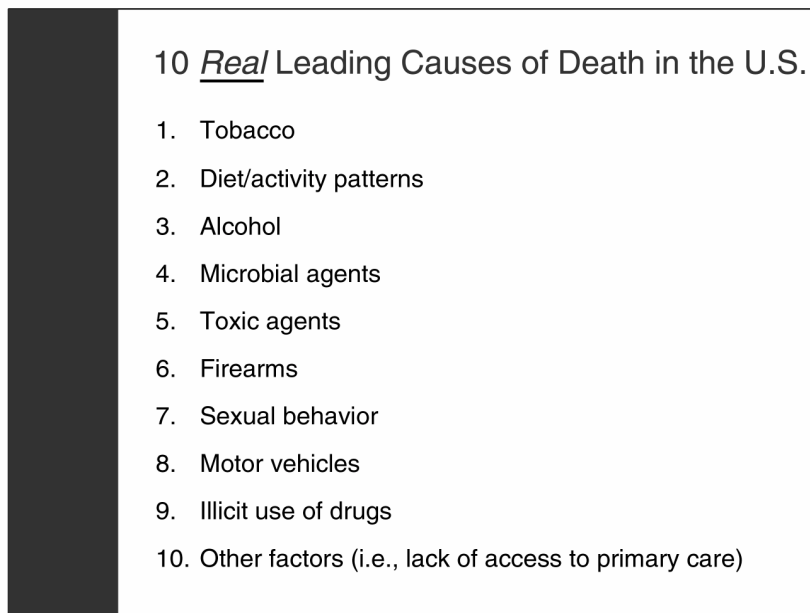 10 Real Leading Causes of Death in the U.S.
1. Tobacco
2. Diet/activity patterns
3. Alcohol
4. Microbial agents
5. Toxic agents
6. Firearms
7. Sexual behavior
8. Motor vehicles
9. Illicit use of drugs
10. Other factors (i.e., lack of access to primary care)